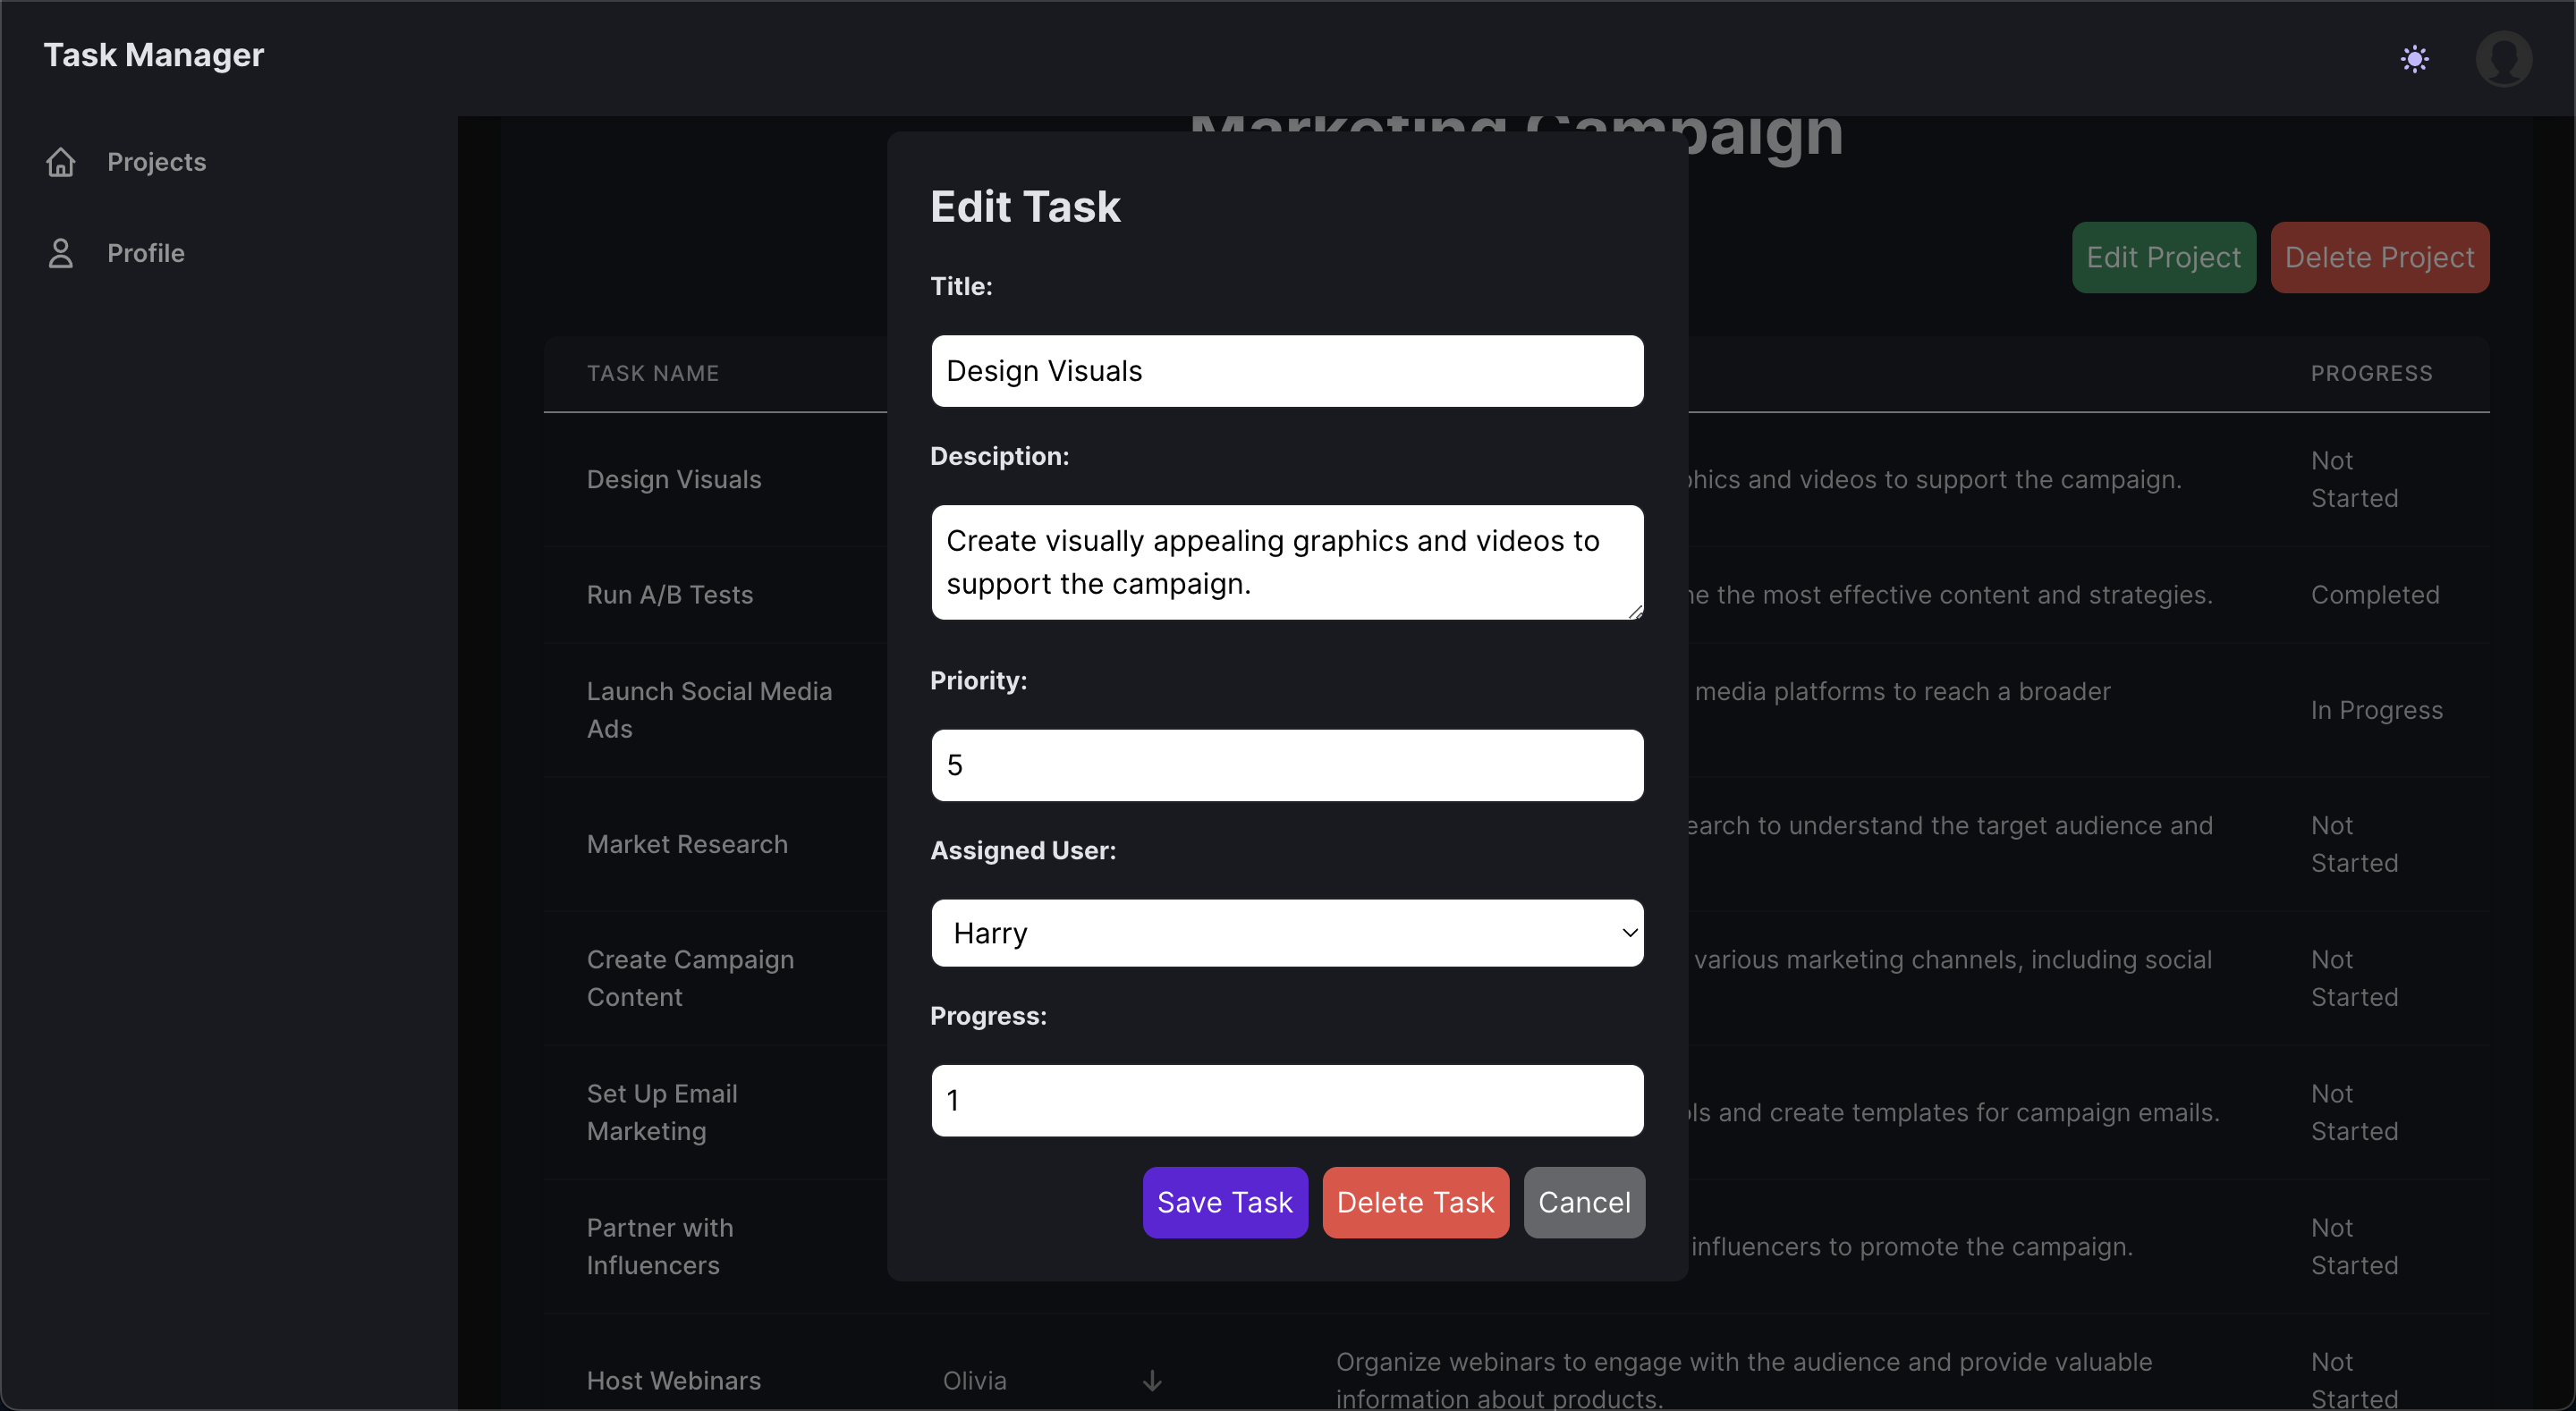 Task Manager
Projects
Profile
Marketing Campaign
Edit Project
Delete Project
TASK NAME
PROGRESS
Design Visuals
and videos to support the campaign.
Not
Started
Run A/B Tests
the most effective content and strategies.
Completed
Launch Social Media
Ads
media platforms to reach a broader
In Progress
Market Research
to understand the target audience and
Not
Started
Create Campaign
Content
various marketing channels, including social
Not
Started
Set Up Email
Marketing
and create templates for campaign emails.
Not
Started
Partner with
Influencers
influencers to promote the campaign.
Not
Started
Host Webinars
Olivia
Organize webinars to engage with the audience and provide valuable
information about products.
Not
Started
Edit Task
Title:
Design Visuals
Desciption:
Create visually appealing graphics and videos to
support the campaign.
Priority:
5
Assigned User:
Harry
Progress:
1
Save Task
Delete Task
Cancel